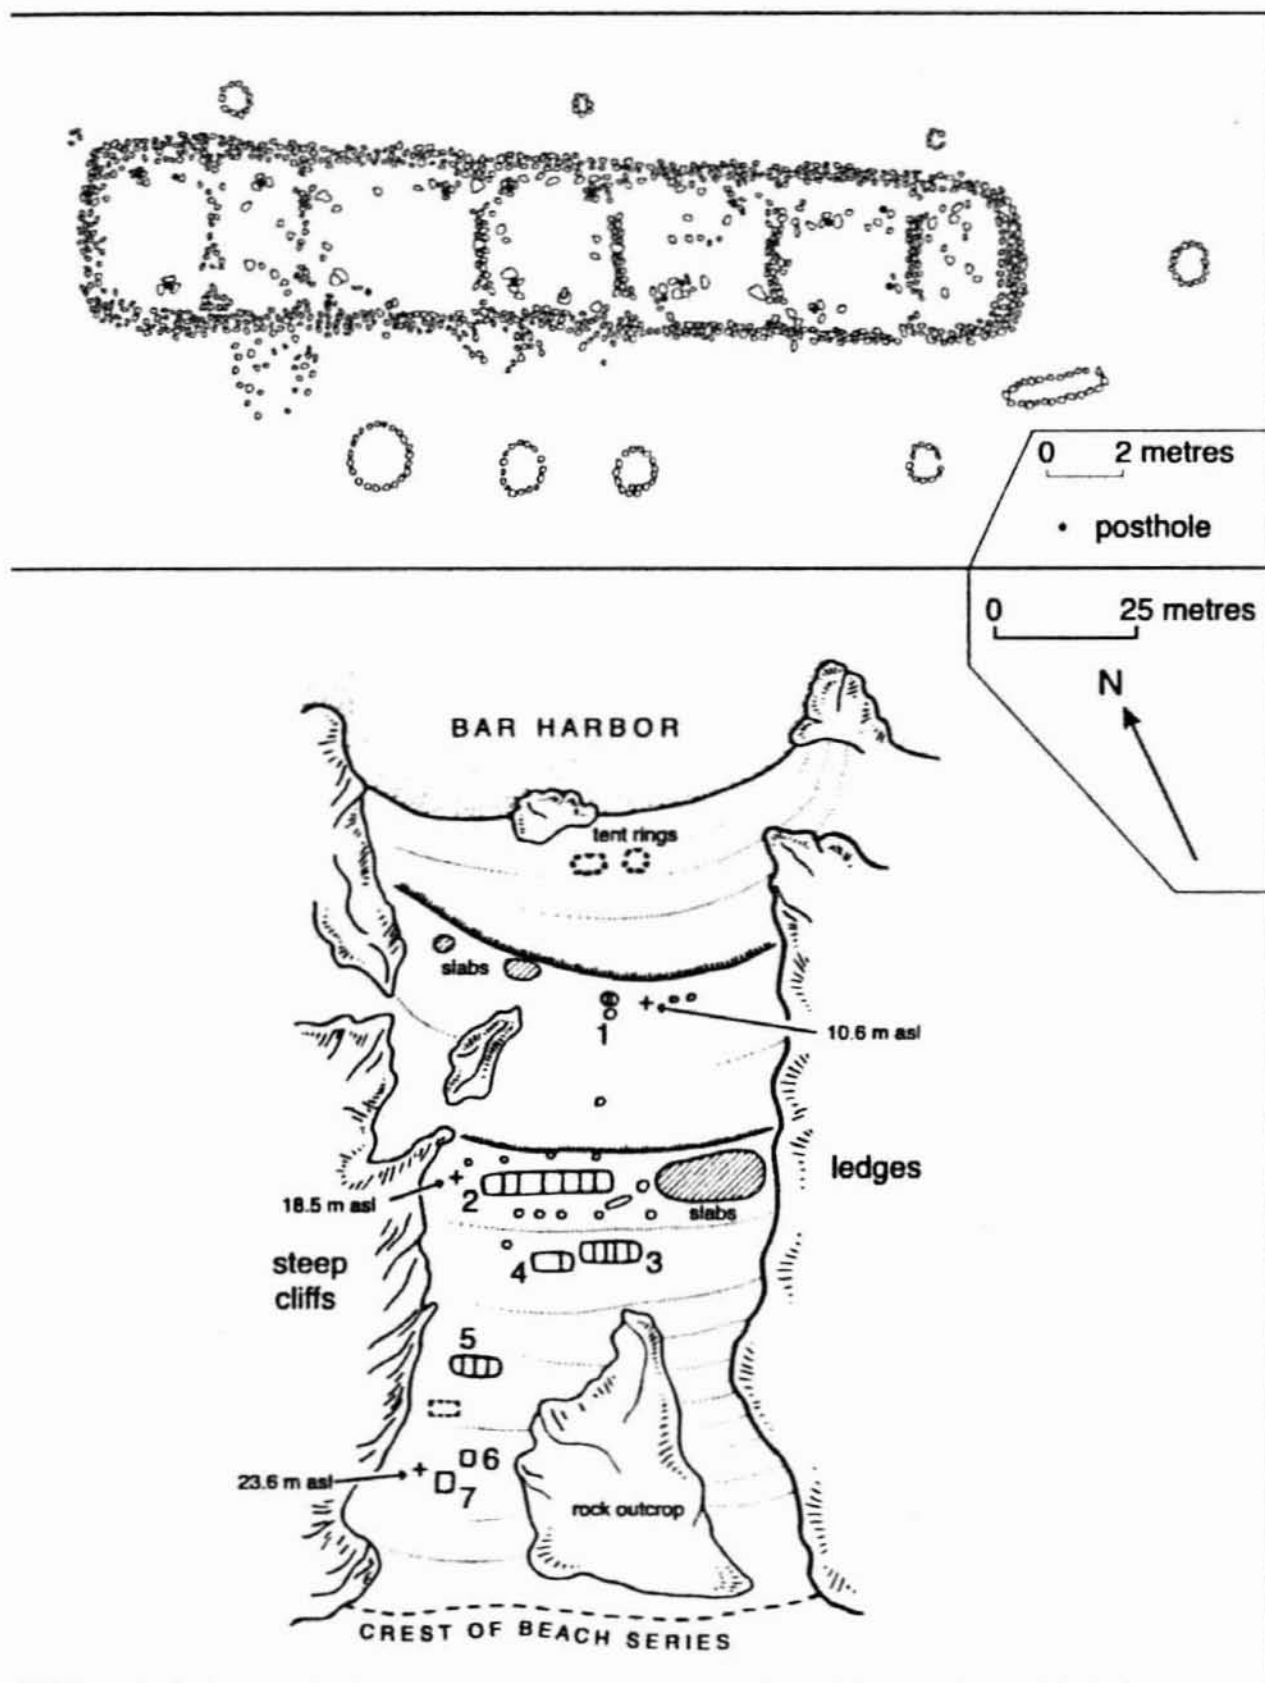 0 2 metres
posthole
0 25 metres
N
BAR HARBOR
tent rings
slabs
1
10.6 m asl
ledges
18.5 m asl
2
slabs
steep
cliffs
4
3
5
6
23.6 m asl
7
rock outcrop
CREST OF BEACH SERIES